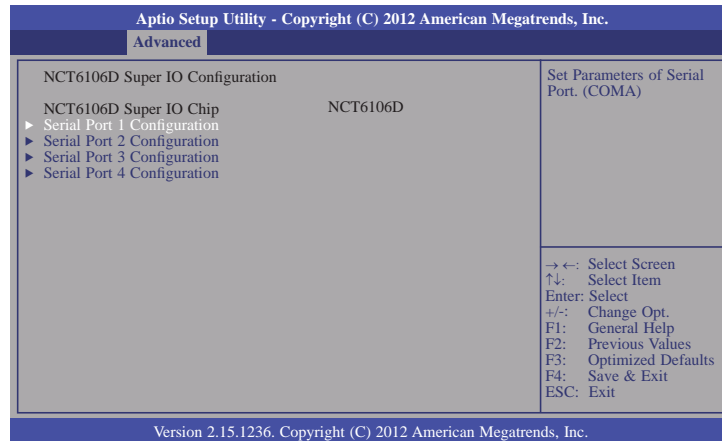 Aptio Setup Utility - Copyright (C) 2012 American Megatrends, Inc.
Advanced
NCT6106D Super IO Configuration
NCT6106D Super IO Chip NCT6106D
▶ Serial Port 1 Configuration
▶ Serial Port 2 Configuration
▶ Serial Port 3 Configuration
▶ Serial Port 4 Configuration
Set Parameters of Serial
Port. (COMA)
→ ←: Select Screen
↑↓: Select Item
Enter: Select
+/-: Change Opt.
F1: General Help
F2: Previous Values
F3: Optimized Defaults
F4: Save & Exit
ESC: Exit
Version 2.15.1236. Copyright (C) 2012 American Megatrends, Inc.